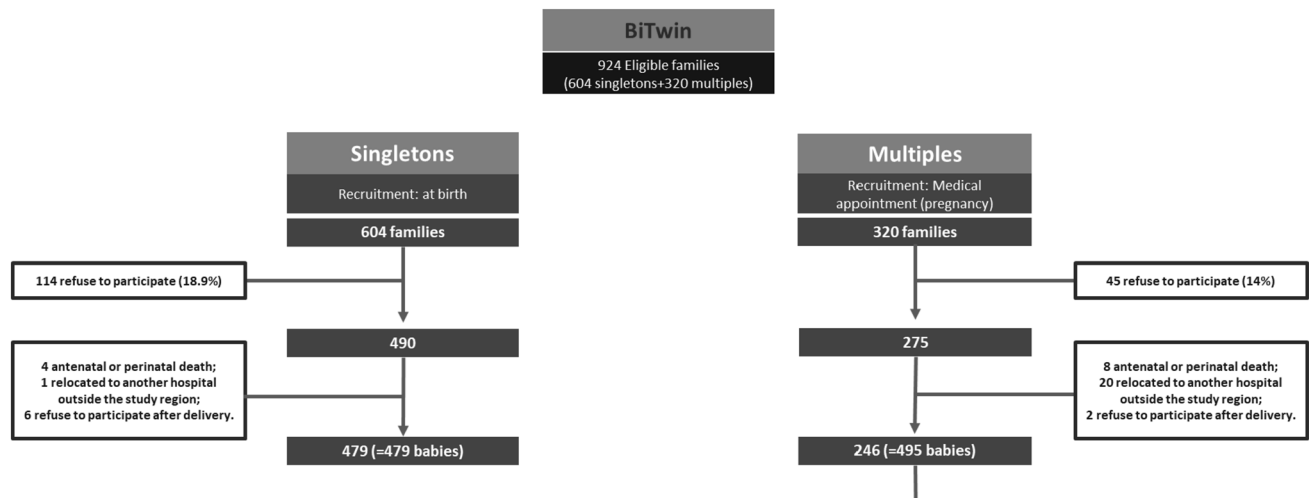 BiTwin
924 Eligible families
(604 singletons+320 multiples)
Singletons
Recruitment: at birth
604 families
114 refuse to participate (18.9%)
490
4 antenatal or perinatal death;
1 relocated to another hospital
outside the study region;
6 refuse to participate after delivery.
479 (=479 babies)
Multiples
Recruitment: Medical
appointment (pregnancy)
320 families
45 refuse to participate (14%)
275
8 antenatal or perinatal death;
20 relocated to another hospital
outside the study region;
2 refuse to participate after delivery.
246 (=495 babies)